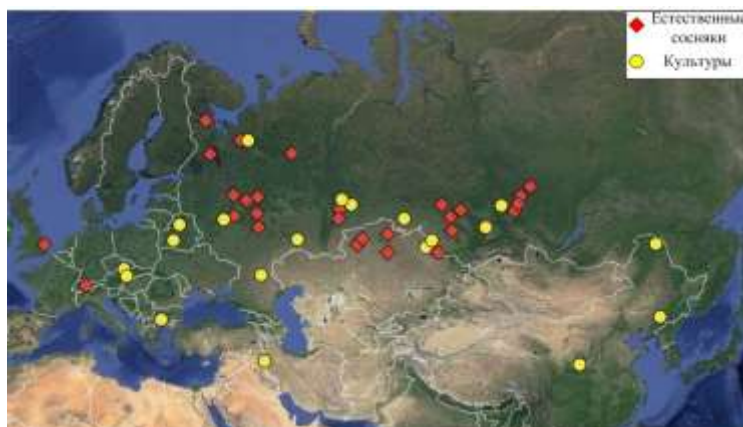 Естественные
сосняки
Культуры